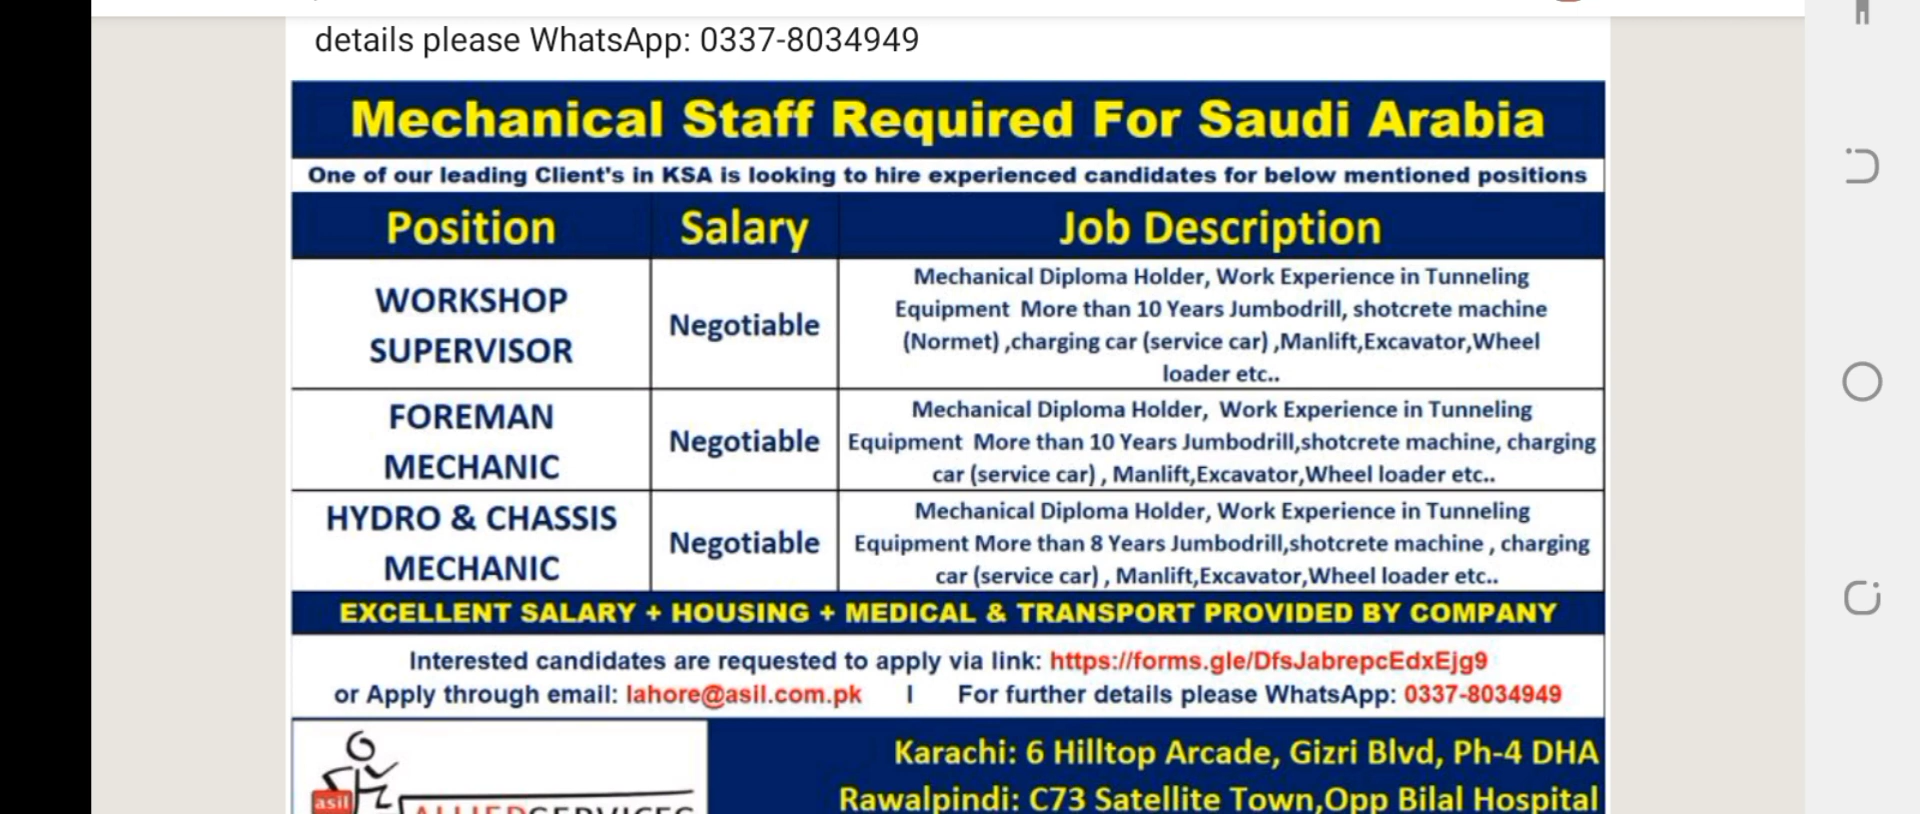 details please WhatsApp: 0337-8034949
Mechanical Staff Required For Saudi Arabia
One of our leading Client's in KSA is looking to hire experienced candidates for below mentioned positions
Position Salary Job Description
WORKSHOP
SUPERVISOR
Negotiable
Mechanical Diploma Holder, Work Experience in Tunneling
Equipment More than 10 Years Jumbodrill, shotcrete machine
(Normet) ,charging car (service car) ,Manlift,Excavator,Wheel
loader etc..
FOREMAN
MECHANIC
Negotiable
Mechanical Diploma Holder, Work Experience in Tunneling
Equipment More than 10 Years Jumbodrill,shotcrete machine, charging
car (service car) , Manlift,Excavator,Wheel loader etc..
HYDRO & CHASSIS
MECHANIC
Negotiable
Mechanical Diploma Holder, Work Experience in Tunneling
Equipment More than 8 Years Jumbodrill,shotcrete machine , charging
car (service car) , Manlift,Excavator,Wheel loader etc..
EXCELLENT SALARY + HOUSING + MEDICAL & TRANSPORT PROVIDED BY COMPANY
Interested candidates are requested to apply via link: https://forms.gle/DfsJabrepcEdxEjg9
or Apply through email: lahore@asil.com.pk I For further details please WhatsApp: 0337-8034949
asil
ALLIEDSERVICES
Karachi: 6 Hilltop Arcade, Gizri Blvd, Ph-4 DHA
Rawalpindi: C73 Satellite Town,Opp Bilal Hospital